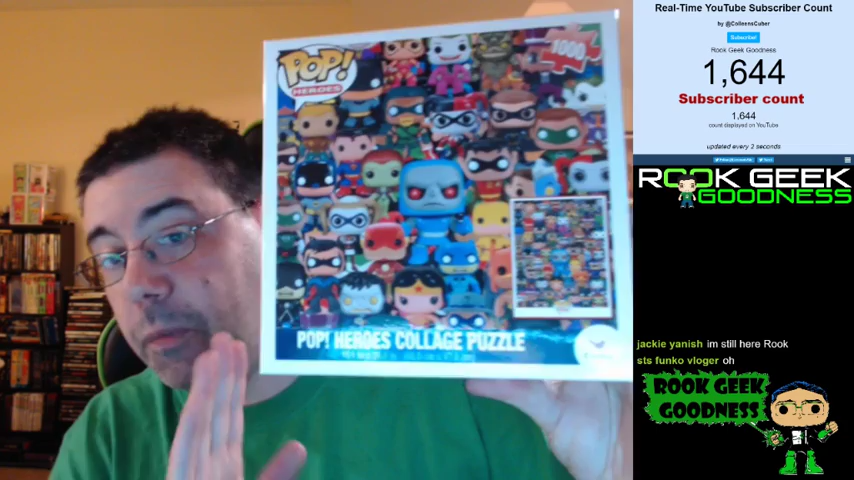 POP!
HEROES
1000
POP! HEROES COLLAGE PUZZLE
Real-Time YouTube Subscriber Count
by @ColleensCuber
Subscribe!
Rook Geek Goodness
1,644
Subscriber count
1,644
count displayed on YouTube
updated every 2 seconds
ROOK GEEK
GOODNESS
jackie yanish im still here Rook
sts funko vloger oh
ROOK GEEK
GOODNESS